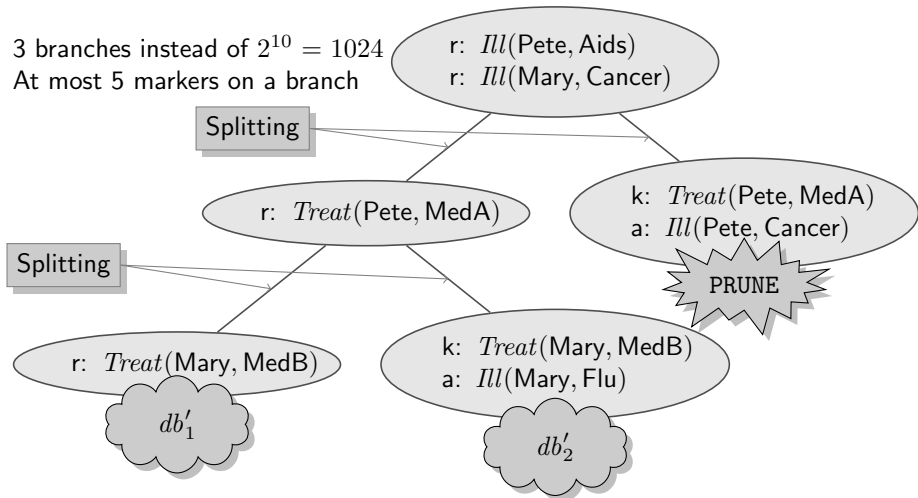 3 branches instead of 2^10 = 1024
At most 5 markers on a branch
r: Ill(Pete, Aids)
r: Ill(Mary, Cancer)
Splitting
r: Treat(Pete, MedA)
k: Treat(Pete, MedA)
a: Ill(Pete, Cancer)
PRUNE
Splitting
r: Treat(Mary, MedB)
k: Treat(Mary, MedB)
a: Ill(Mary, Flu)
db′₁
db′₂